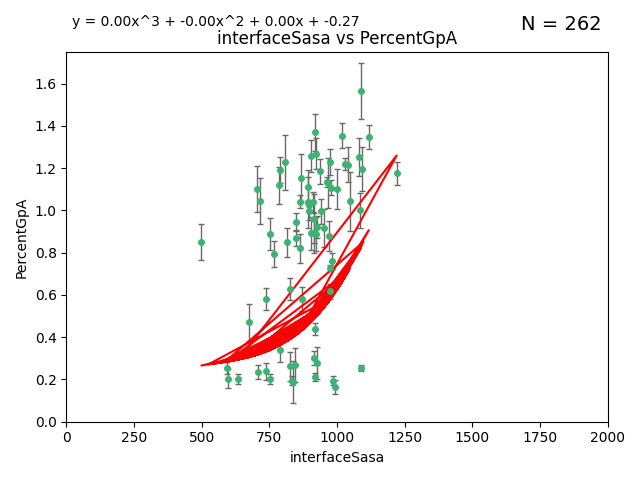 y = 0.00x^3 + -0.00x^2 + 0.00x + -0.27
N = 262
interfaceSasa vs PercentGpA
PercentGpA
1.6
1.4
1.2
1.0
0.8
0.6
0.4
0.2
0.0
0 250 500 750 1000 1250 1500 1750 2000
interfaceSasa